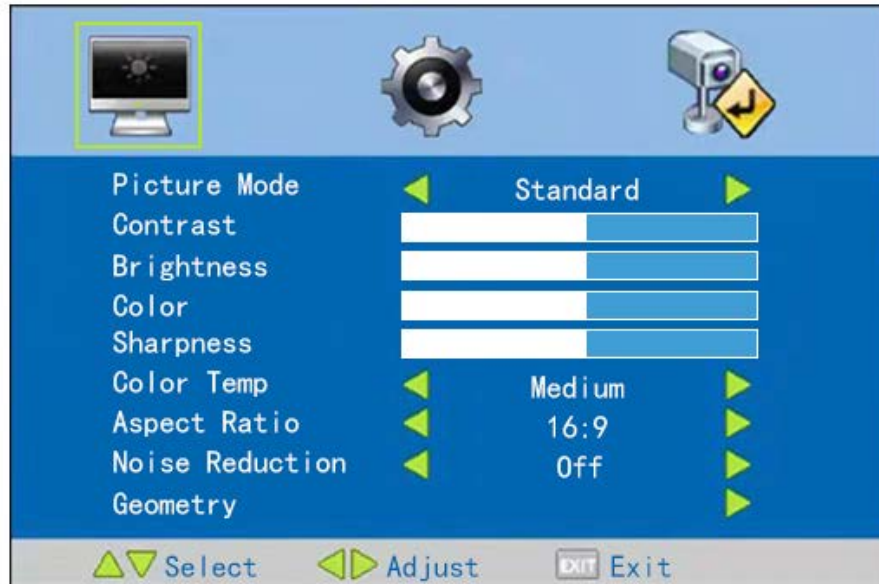 Picture Mode Standard
Contrast
Brightness
Color
Sharpness
Color Temp Medium
Aspect Ratio 16:9
Noise Reduction Off
Geometry
Select Adjust EXIT Exit